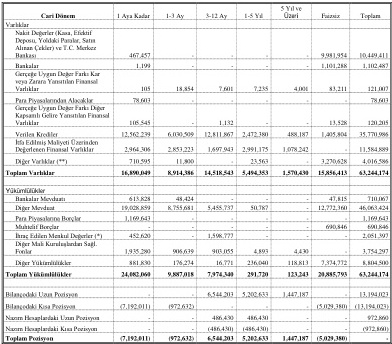 Cari Dönem 1 Aya Kadar 1-3 Ay 3-12 Ay 1-5 Yıl 5 Yıl ve Üzeri Faizsiz Toplam
Varlıklar
Nakit Değerler (Kasa, Efektif
Deposu, Yoldaki Paralar, Satın
Alınan Çekler) ve T.C. Merkez
Bankası 467,457 - - - - 9,981,954 10,449,411
Bankalar 1,199 - - - - 1,101,288 1,102,487
Gerçeğe Uygun Değer Farkı Kar
veya Zarara Yansıtılan Finansal
Varlıklar 105 18,854 7,601 7,235 4,001 83,211 121,007
Para Piyasalarından Alacaklar 78,603 - - - - - 78,603
Gerçeğe Uygun Değer Farkı Diğer
Kapsamlı Gelire Yansıtılan Finansal
Varlıklar 105,545 - 1,132 - - 13,528 120,205
Verilen Krediler 12,562,239 6,030,509 12,811,867 2,472,380 488,187 1,405,804 35,770,986
İtfa Edilmiş Maliyeti Üzerinden
Değerlenen Finansal Varlıklar 2,964,306 2,853,223 1,697,943 2,991,175 1,078,242 - 11,584,889
Diğer Varlıklar (**) 710,595 11,800 - 23,563 - 3,270,628 4,016,586
Toplam Varlıklar 16,890,049 8,914,386 14,518,543 5,494,353 1,570,430 15,856,413 63,244,174
Yükümlülükler
Bankalar Mevduatı 613,828 48,424 - - - 47,815 710,067
Diğer Mevduat 19,028,859 8,755,681 5,455,737 50,787 - 12,772,360 46,063,424
Para Piyasalarına Borçlar 1,169,643 - - - - - 1,169,643
Muhtelif Borçlar - - - - - 690,846 690,846
İhraç Edilen Menkul Değerler (*) 452,620 - 1,598,777 - - - 2,051,397
Diğer Mali Kuruluşlardan Sağl.
Fonlar 1,935,280 906,639 903,055 4,893 4,430 - 3,754,297
Diğer Yükümlülükler 881,830 176,274 16,771 236,040 118,813 7,374,772 8,804,500
Toplam Yükümlülükler 24,082,060 9,887,018 7,974,340 291,720 123,243 20,885,793 63,244,174
Bilançodaki Uzun Pozisyon - - 6,544,203 5,202,633 1,447,187 - 13,194,023
Bilançodaki Kısa Pozisyon (7,192,011) (972,632) - - - (5,029,380) (13,194,023)
Nazım Hesaplardaki Uzun Pozisyon - - 486,430 486,430 - - 972,860
Nazım Hesaplardaki Kısa Pozisyon - - (486,430) (486,430) - - (972,860)
Toplam Pozisyon (7,192,011) (972,632) 6,544,203 5,202,633 1,447,187 (5,029,380) -